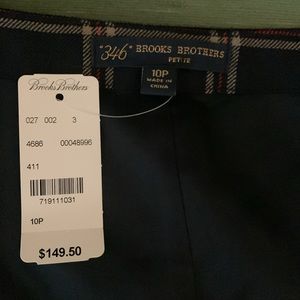 "346" BROOKS BROTHERS
PETITE
10P
MADE IN
CHINA
Brooks Brothers
027 002 3
4686 00048996
411
719111031
10P
$149.50